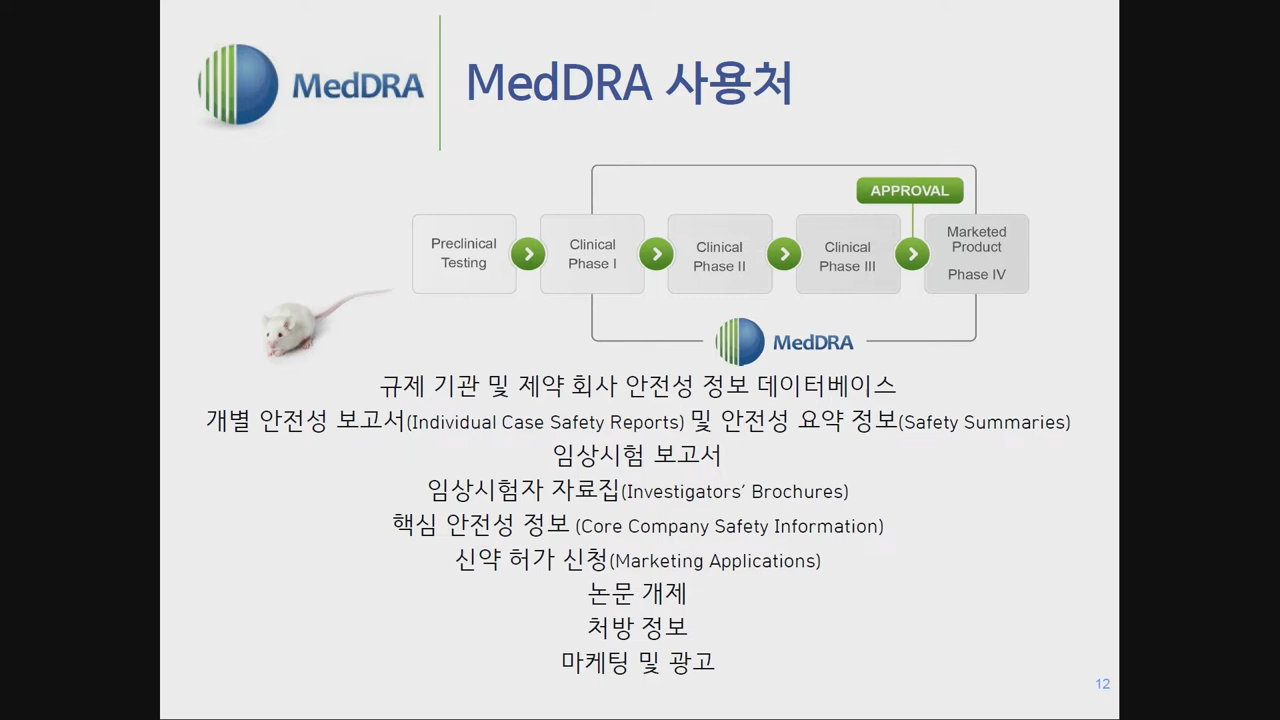 MedDRA
MedDRA 사용처
APPROVAL
Preclinical
Testing
Clinical
Phase I
Clinical
Phase II
Clinical
Phase III
Marketed
Product
Phase IV
MedDRA
규제 기관 및 제약 회사 안전성 정보 데이터베이스
개별 안전성 보고서(Individual Case Safety Reports) 및 안전성 요약 정보(Safety Summaries)
임상시험 보고서
임상시험자 자료집(Investigators’ Brochures)
핵심 안전성 정보 (Core Company Safety Information)
신약 허가 신청(Marketing Applications)
논문 개제
처방 정보
마케팅 및 광고
12